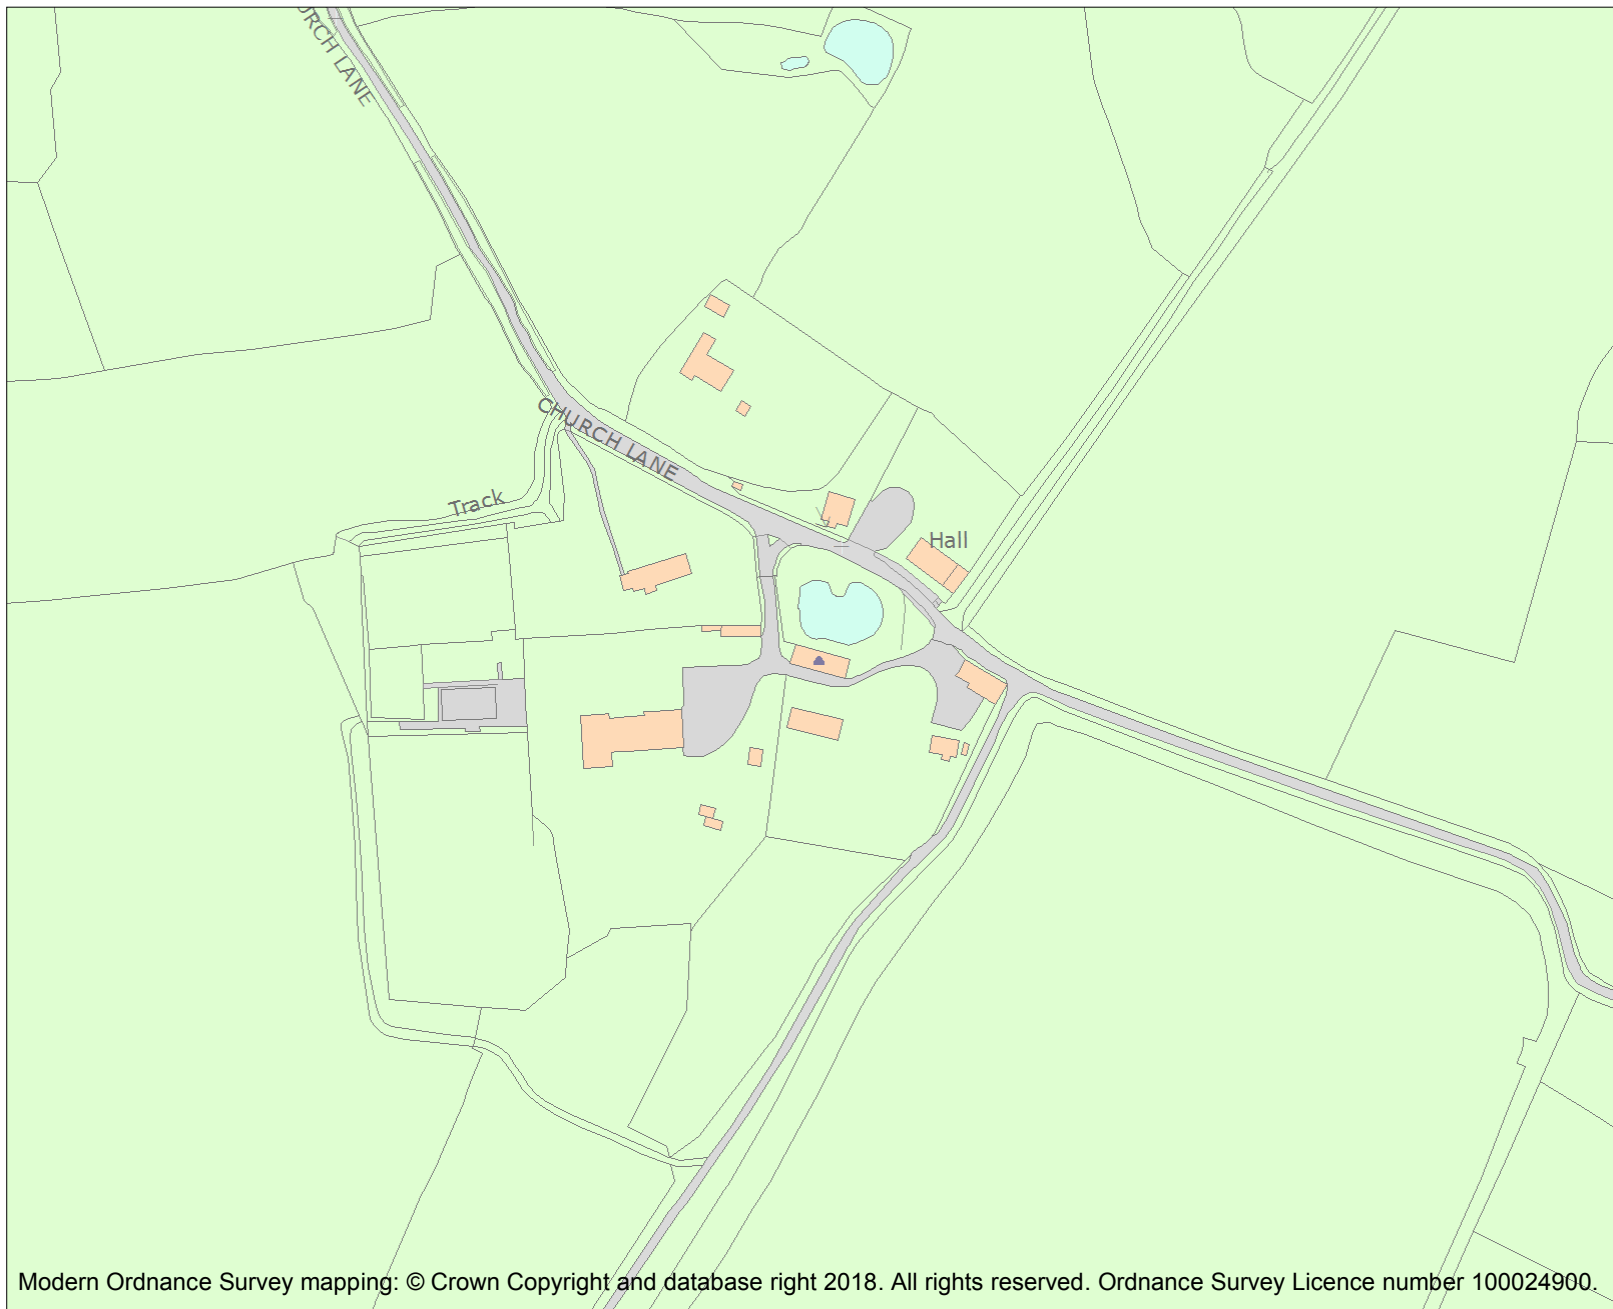 URCH LANE
CHURCH LANE
Track
Hall
Modern Ordnance Survey mapping: © Crown Copyright and database right 2018. All rights reserved. Ordnance Survey Licence number 100024900.